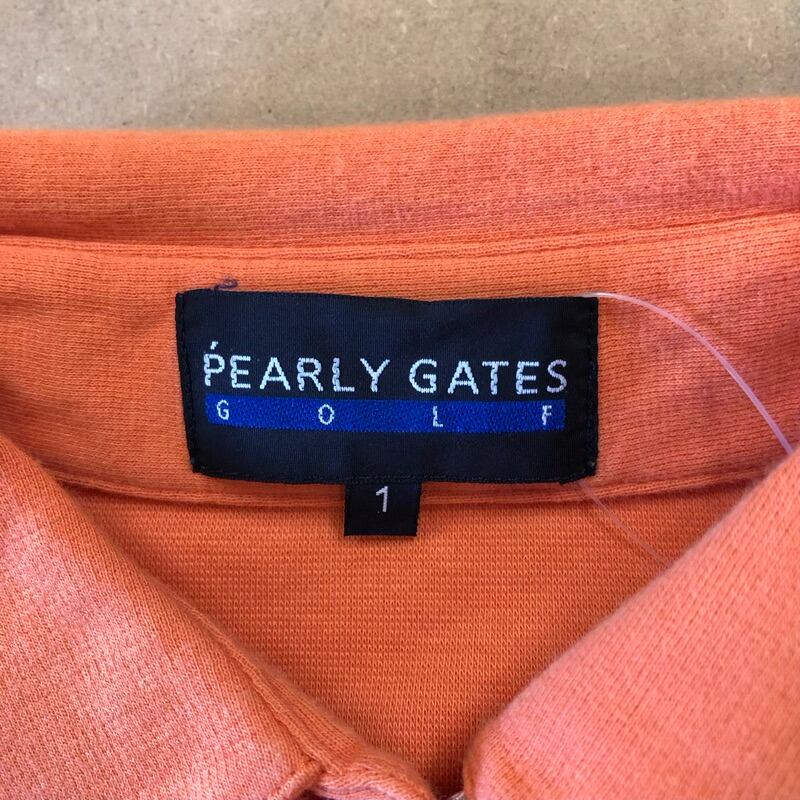 PEARLY GATES
G O L F
1